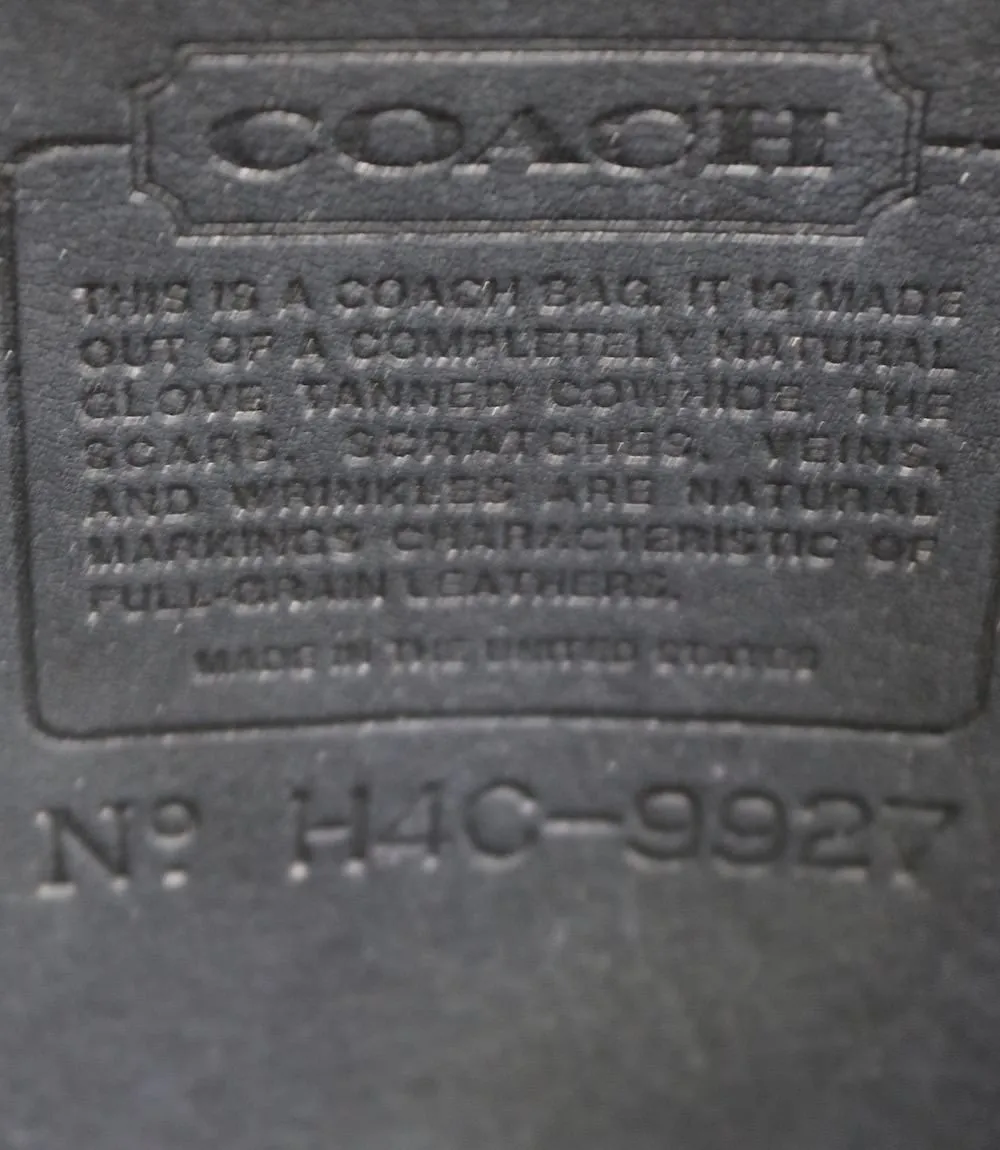 COACH
THIS IS A COACH BAG. IT IS MADE
OUT OF A COMPLETELY NATURAL
GLOVE TANNED COWHIDE. THE
SCARS, SCRATCHES, VEINS,
AND WRINKLES ARE NATURAL
MARKINGS CHARACTERISTIC OF
FULL-GRAIN LEATHERS.
MADE IN THE UNITED STATES
Nº H4C-9927